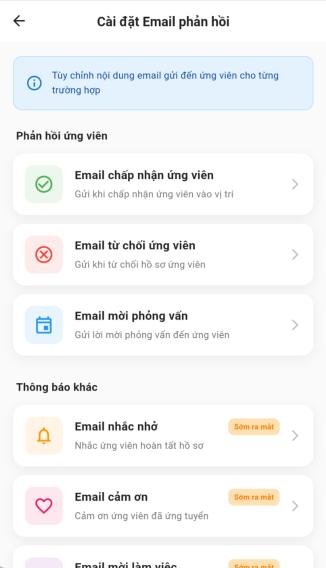 Cài đặt Email phản hồi
Tùy chỉnh nội dung email gửi đến ứng viên cho từng
trường hợp
Phản hồi ứng viên
Email chấp nhận ứng viên
Gửi khi chấp nhận ứng viên vào vị trí
Email từ chối ứng viên
Gửi khi từ chối hồ sơ ứng viên
Email mời phỏng vấn
Gửi lời mời phỏng vấn đến ứng viên
Thông báo khác
Email nhắc nhở
Sớm ra mắt
Nhắc ứng viên hoàn tất hồ sơ
Email cảm ơn
Sớm ra mắt
Cảm ơn ứng viên đã ứng tuyển
Email mời làm việc
Sớm ra mắt